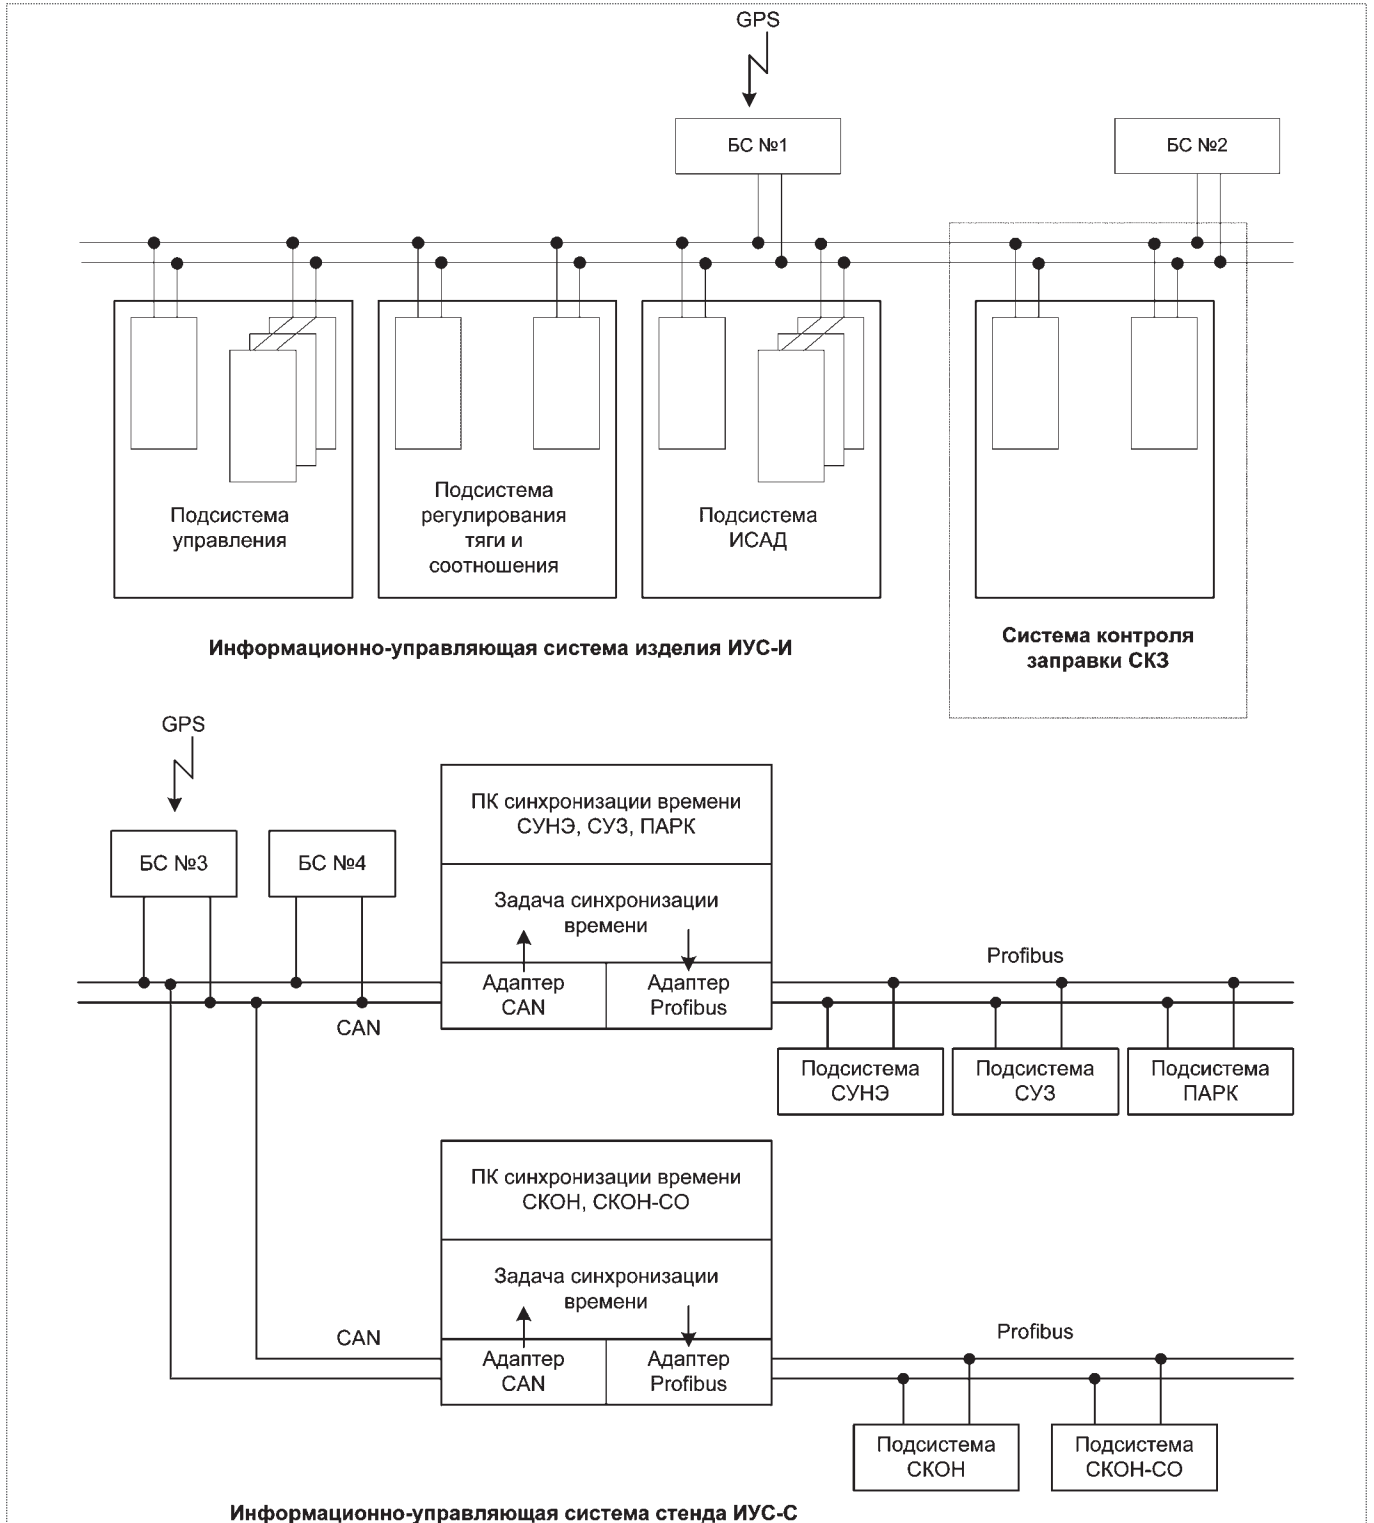 GPS
БС №1
БС №2
Подсистема
управления
Подсистема
регулирования
тяги и
соотношения
Подсистема
ИСАД
Информационно-управляющая система изделия ИУС-И
Система контроля
заправки СКЗ
GPS
БС №3
БС №4
ПК синхронизации времени
СУНЭ, СУЗ, ПАРК
Задача синхронизации
времени
Адаптер
CAN
Адаптер
Profibus
CAN
Profibus
Подсистема
СУНЭ
Подсистема
СУЗ
Подсистема
ПАРК
ПК синхронизации времени
СКОН, СКОН-СО
Задача синхронизации
времени
CAN
Адаптер
CAN
Адаптер
Profibus
Profibus
Подсистема
СКОН
Подсистема
СКОН-СО
Информационно-управляющая система стенда ИУС-С